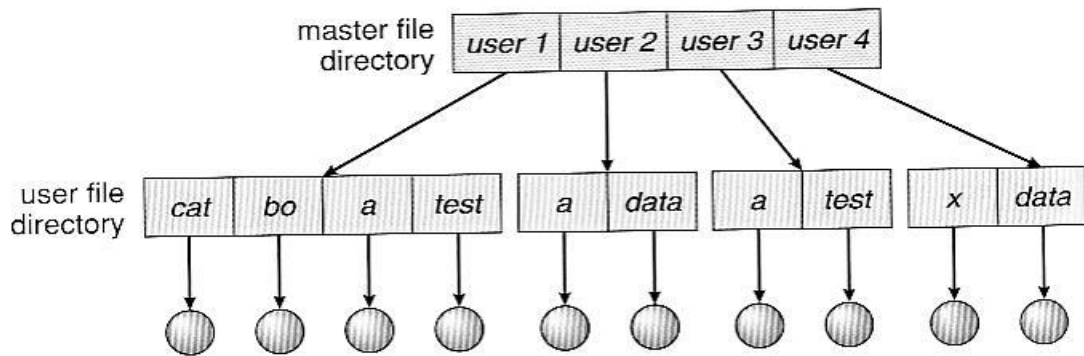 master file
directory
user 1 user 2 user 3 user 4
user file
directory
cat bo a test a data a test x data